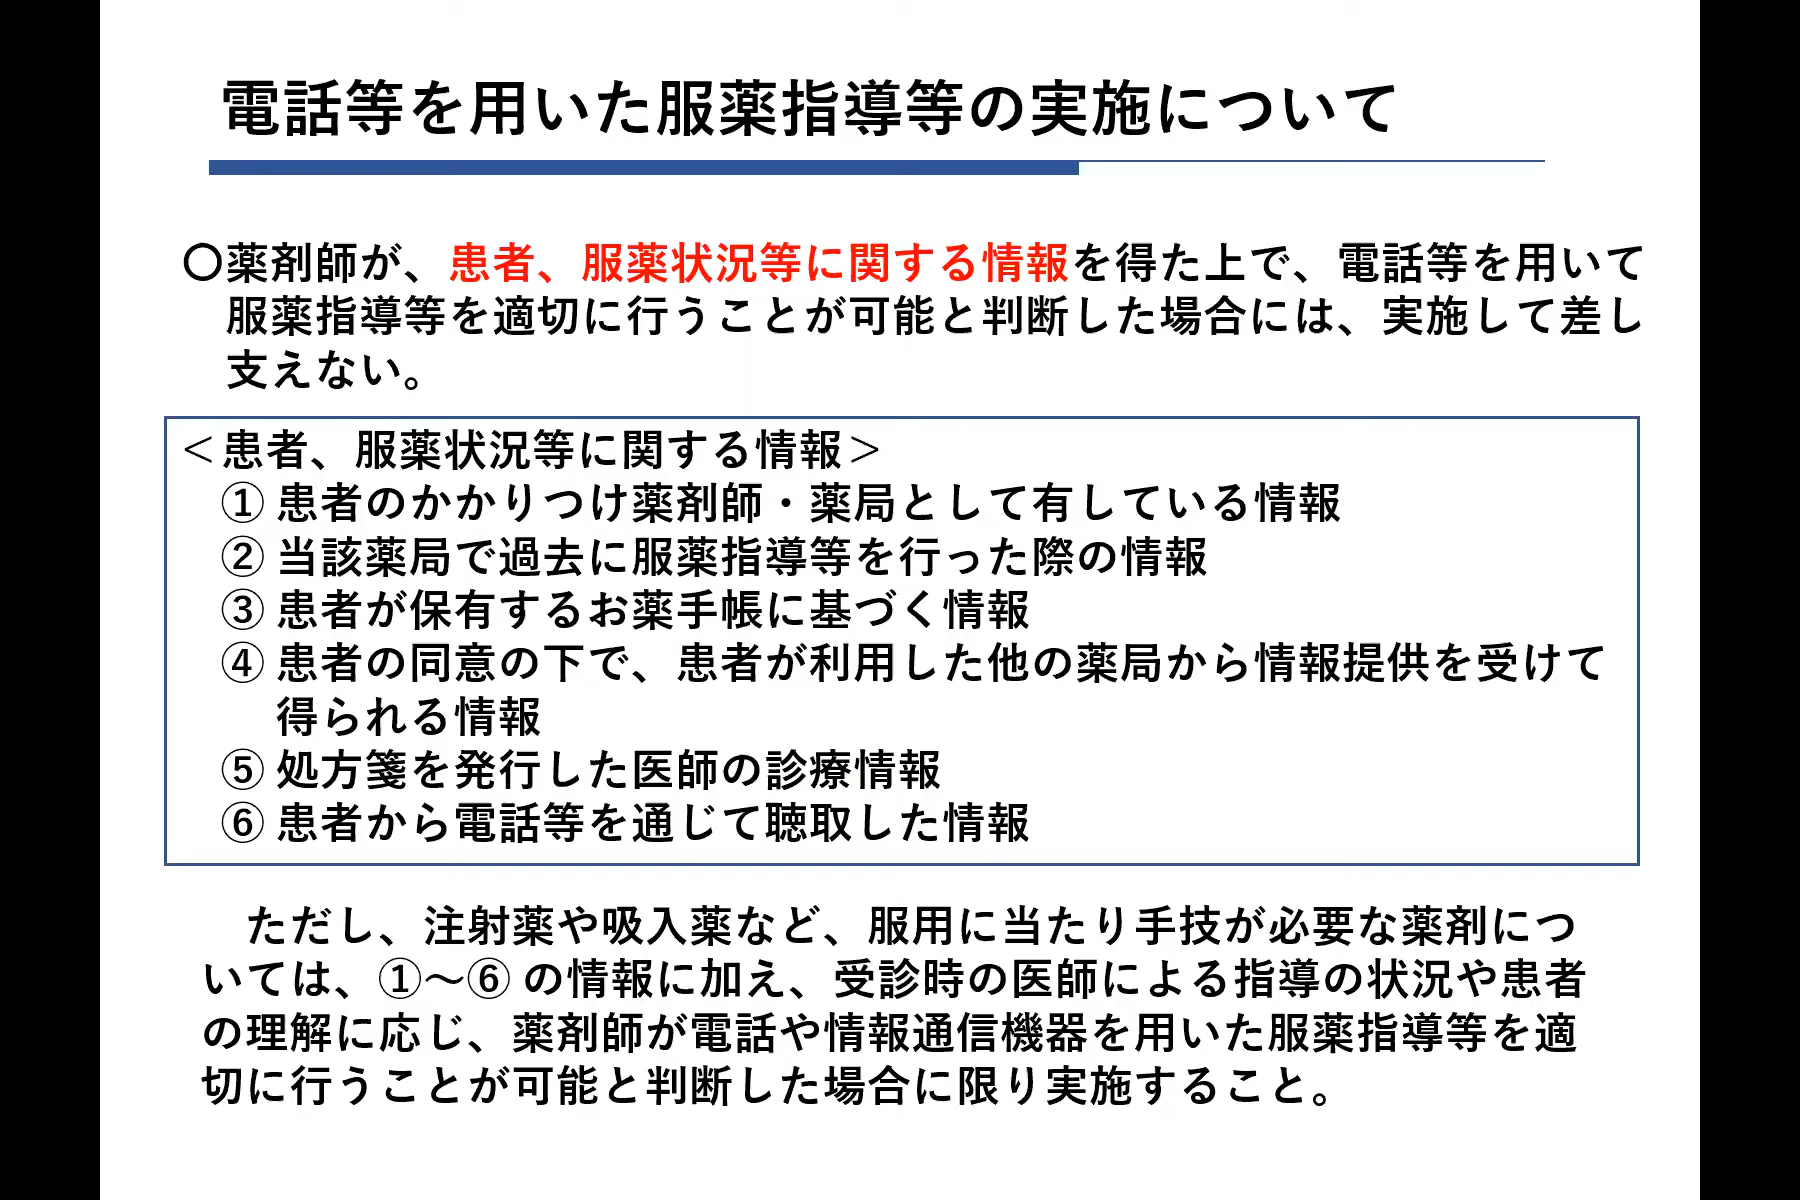 電話等を用いた服薬指導等の実施について
〇薬剤師が、患者、服薬状況等に関する情報を得た上で、電話等を用いて
服薬指導等を適切に行うことが可能と判断した場合には、実施して差し
支えない。
＜患者、服薬状況等に関する情報＞
① 患者のかかりつけ薬剤師・薬局として有している情報
② 当該薬局で過去に服薬指導等を行った際の情報
③ 患者が保有するお薬手帳に基づく情報
④ 患者の同意の下で、患者が利用した他の薬局から情報提供を受けて
得られる情報
⑤ 処方箋を発行した医師の診療情報
⑥ 患者から電話等を通じて聴取した情報
ただし、注射薬や吸入薬など、服用に当たり手技が必要な薬剤につ
いては、①～⑥ の情報に加え、受診時の医師による指導の状況や患者
の理解に応じ、薬剤師が電話や情報通信機器を用いた服薬指導等を適
切に行うことが可能と判断した場合に限り実施すること。